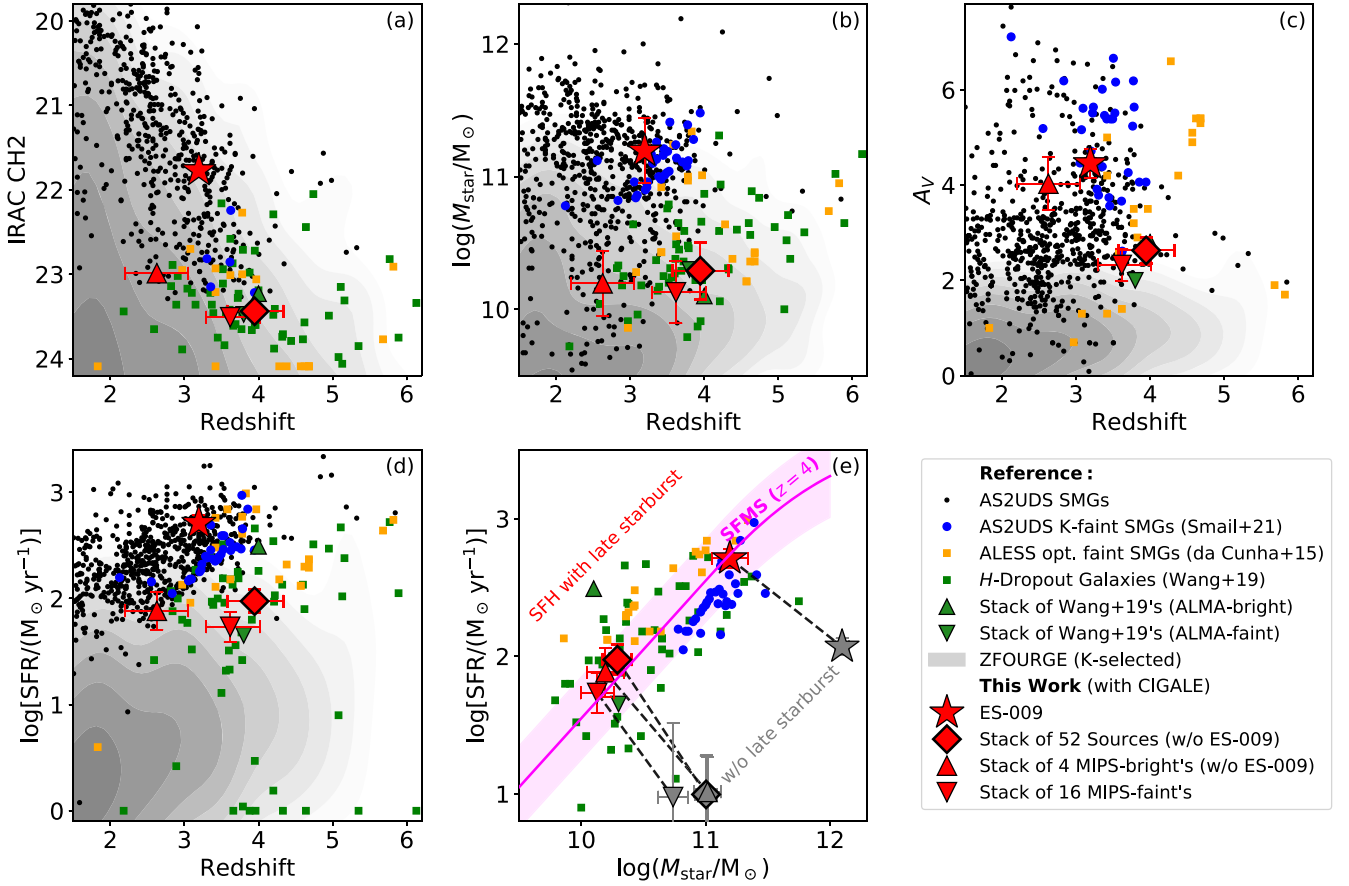 (a)
IRAC CH2
20
21
22
23
24
2
3
4
5
6
Redshift
(b)
log(M_star/M_⊙)
12
11
10
2
3
4
5
6
Redshift
(c)
A_V
6
4
2
0
2
3
4
5
6
Redshift
(d)
log[SFR/(M_⊙ yr⁻¹)]
3
2
1
0
2
3
4
5
6
Redshift
(e)
log[SFR/(M_⊙ yr⁻¹)]
3
2
1
SFH with late starburst
SFMS (z = 4)
w/o late starburst
10
11
12
log(M_star/M_⊙)
Reference:
AS2UDS SMGs
AS2UDS K-faint SMGs (Smail+21)
ALESS opt. faint SMGs (da Cunha+15)
H-Dropout Galaxies (Wang+19)
Stack of Wang+19's (ALMA-bright)
Stack of Wang+19's (ALMA-faint)
ZFOURGE (K-selected)
This Work (with CIGALE)
ES-009
Stack of 52 Sources (w/o ES-009)
Stack of 4 MIPS-bright's (w/o ES-009)
Stack of 16 MIPS-faint's